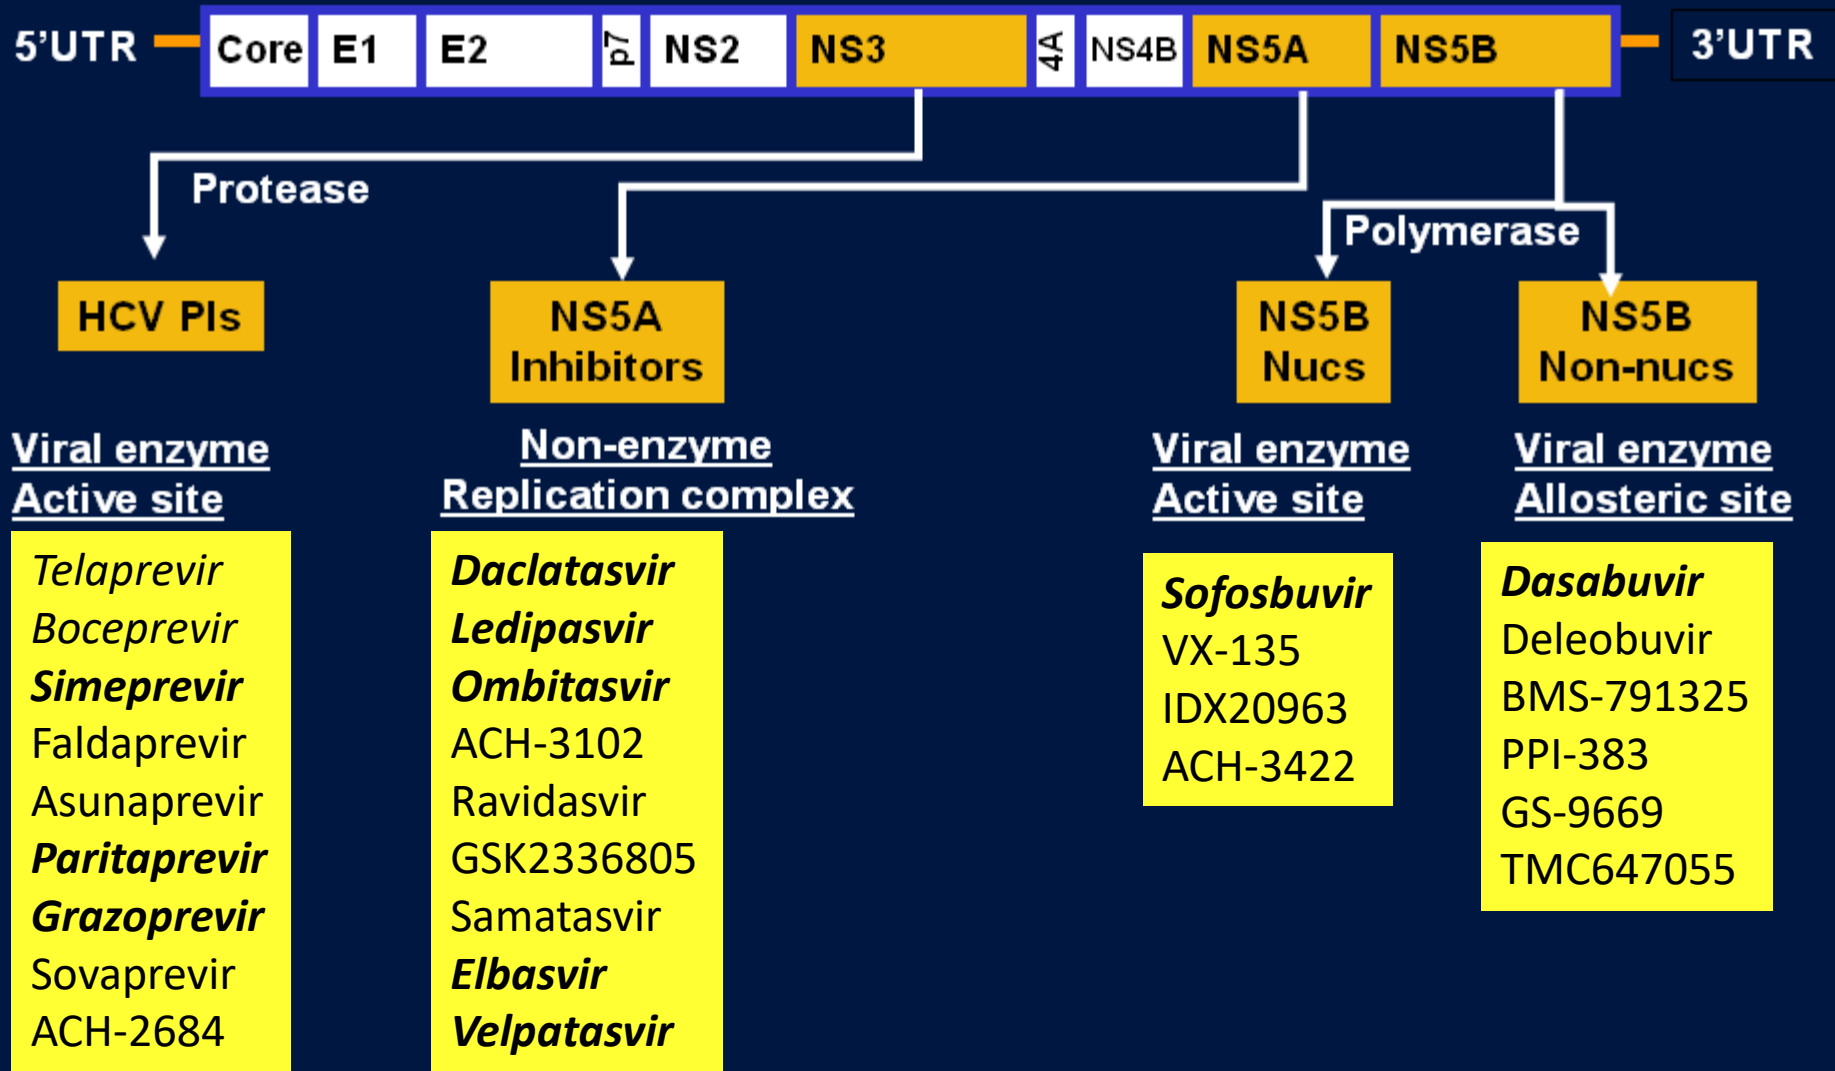 5'UTR Core E1 E2 p7 NS2 NS3 4A NS4B NS5A NS5B 3'UTR
Protease
Polymerase
HCV PIs
NS5A
Inhibitors
NS5B
Nucs
NS5B
Non-nucs
Viral enzyme
Active site
Non-enzyme
Replication complex
Viral enzyme
Active site
Viral enzyme
Allosteric site
Telaprevir
Boceprevir
Simeprevir
Faldaprevir
Asunaprevir
Paritaprevir
Grazoprevir
Sovaprevir
ACH-2684
Daclatasvir
Ledipasvir
Ombitasvir
ACH-3102
Ravidasvir
GSK2336805
Samatasvir
Elbasvir
Velpatasvir
Sofosbuvir
VX-135
IDX20963
ACH-3422
Dasabuvir
Deleobuvir
BMS-791325
PPI-383
GS-9669
TMC647055